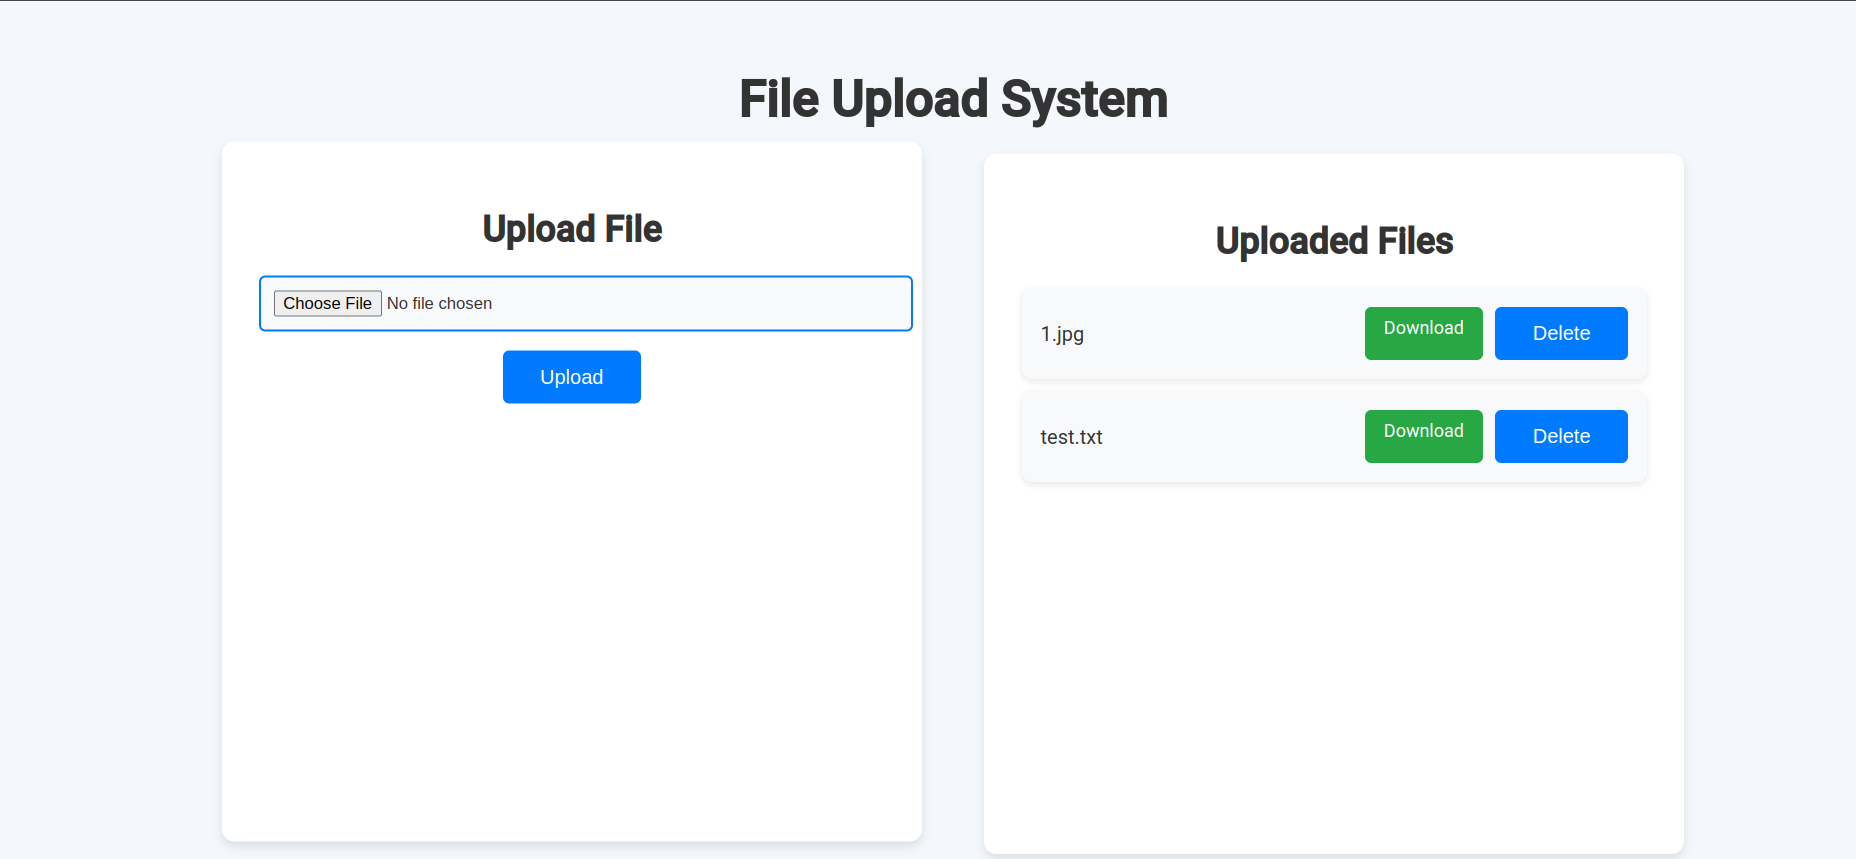 File Upload System
Upload File
Choose File No file chosen
Upload
Uploaded Files
1.jpg Download Delete
test.txt Download Delete